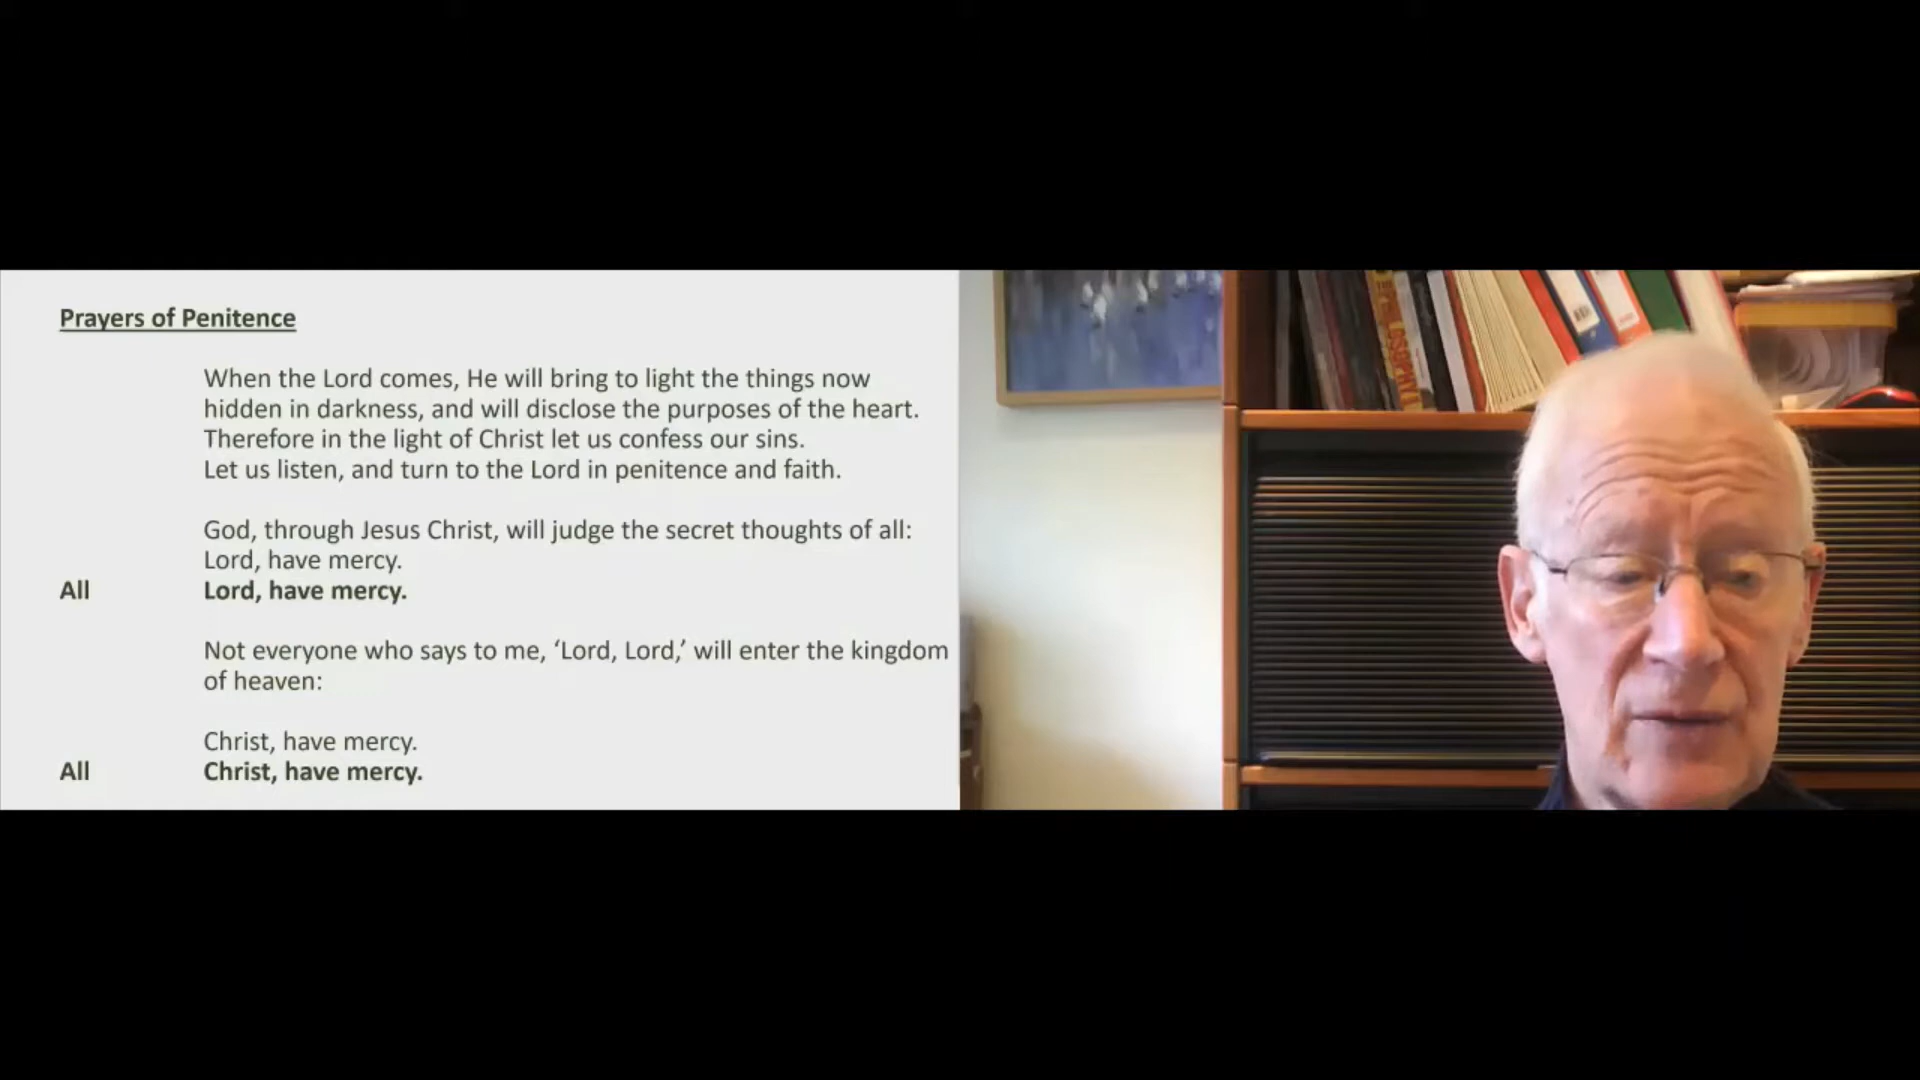 Prayers of Penitence
When the Lord comes, He will bring to light the things now
hidden in darkness, and will disclose the purposes of the heart.
Therefore in the light of Christ let us confess our sins.
Let us listen, and turn to the Lord in penitence and faith.
God, through Jesus Christ, will judge the secret thoughts of all:
Lord, have mercy.
All Lord, have mercy.
Not everyone who says to me, ‘Lord, Lord,’ will enter the kingdom
of heaven:
Christ, have mercy.
All Christ, have mercy.